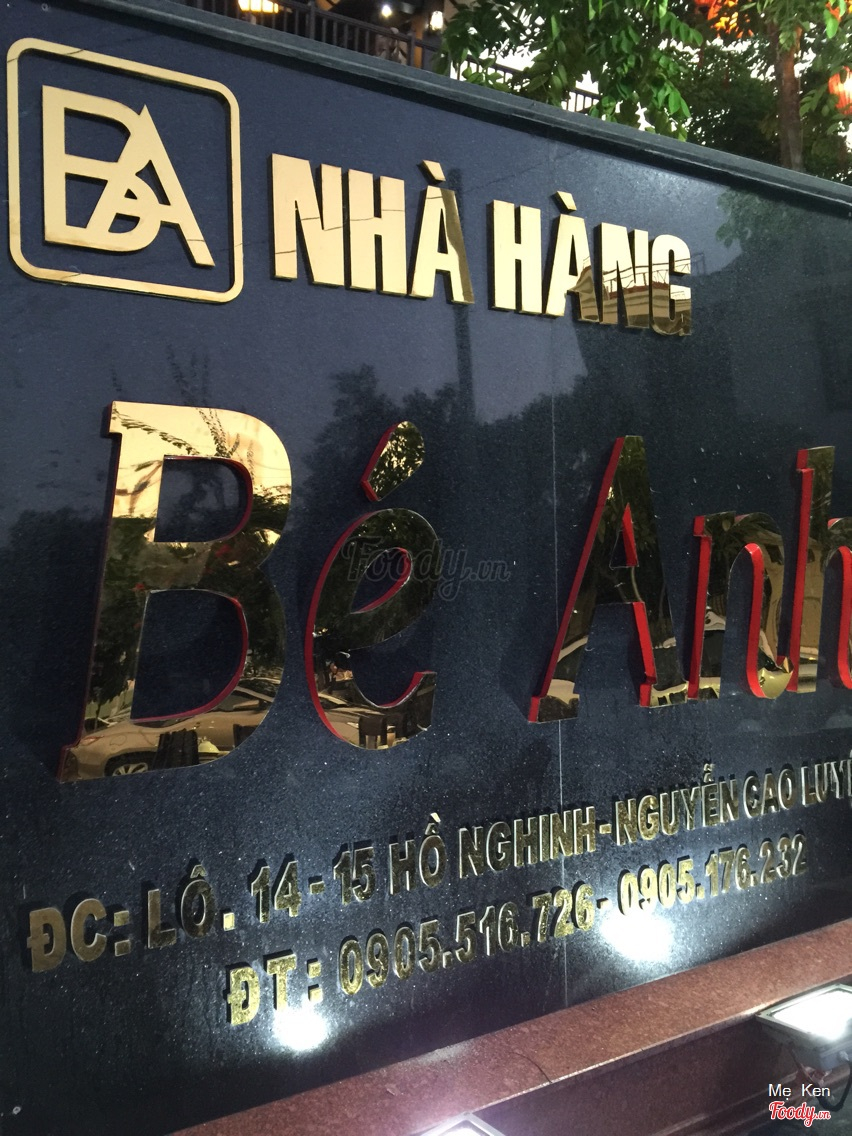 BA NHÀ HÀNG
Bé Anh
Foody.vn
ĐC: LÔ. 14 - 15 HỒ NGHINH - NGUYỄN CAO
ĐT: 0905.516.726 - 0905.176.232
Mẹ Ken
Foody.vn